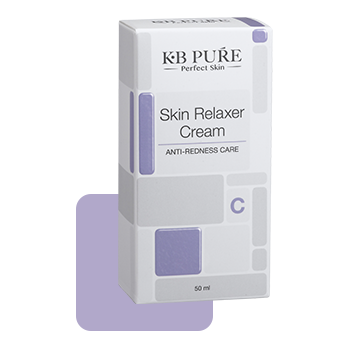 K·B PURE
Perfect Skin
Skin Relaxer
Cream
ANTI-REDNESS CARE
C
50 ml